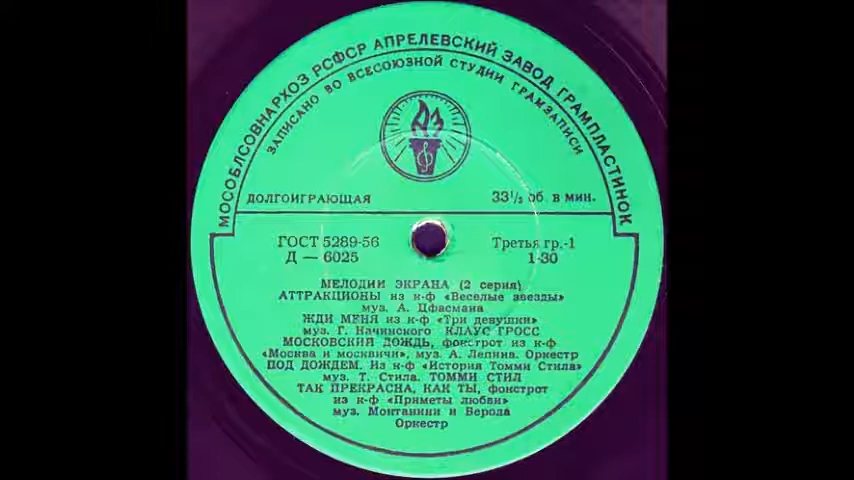 МОСОБЛСОВНАРХОЗ РСФСР АПРЕЛЕВСКИЙ ЗАВОД ГРАМПЛАСТИНОК
ЗАПИСАНО ВО ВСЕСОЮЗНОЙ СТУДИИ ГРАМЗАПИСИ
ДОЛГОИГРАЮЩАЯ 33⅓ об. в мин.
ГОСТ 5289-56 Третья гр.-1
Д — 6025 1-30
МЕЛОДИИ ЭКРАНА (2 серия)
АТТРАКЦИОНЫ из к-ф «Веселые звезды»
муз. А. Цфасмана
ЖДИ МЕНЯ из к-ф «Три девушки»
муз. Г. Начинского КЛАУС ГРОСС
МОСКОВСКИЙ ДОЖДЬ, фокстрот из к-ф
«Москва и москвичи», муз. А. Лепина. Оркестр
ПОД ДОЖДЕМ. Из к-ф «История Томми Стила»
муз. Т. Стила. ТОММИ СТИЛ
ТАК ПРЕКРАСНА, КАК ТЫ, фокстрот
из к-ф «Приметы любви»
муз. Монтанини и Верола
Оркестр